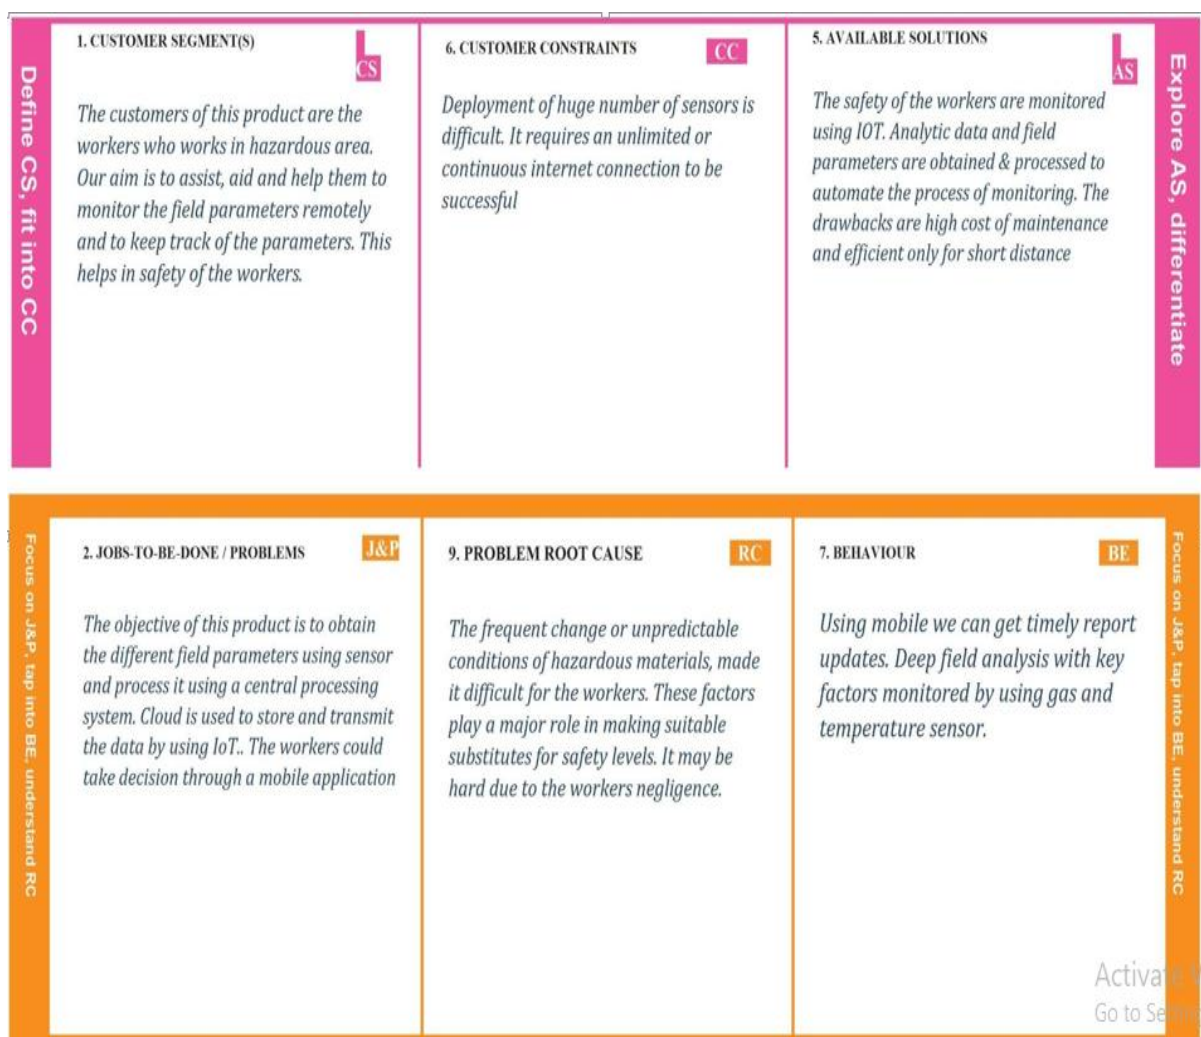 Define CS, fit into CC
1. CUSTOMER SEGMENT(S)
CS
The customers of this product are the
workers who works in hazardous area.
Our aim is to assist, aid and help them to
monitor the field parameters remotely
and to keep track of the parameters. This
helps in safety of the workers.
6. CUSTOMER CONSTRAINTS
CC
Deployment of huge number of sensors is
difficult. It requires an unlimited or
continuous internet connection to be
successful
5. AVAILABLE SOLUTIONS
AS
The safety of the workers are monitored
using IOT. Analytic data and field
parameters are obtained & processed to
automate the process of monitoring. The
drawbacks are high cost of maintenance
and efficient only for short distance
Explore AS, differentiate
Focus on J&P, tap into BE, understand RC
2. JOBS-TO-BE-DONE / PROBLEMS
J&P
The objective of this product is to obtain
the different field parameters using sensor
and process it using a central processing
system. Cloud is used to store and transmit
the data by using IoT.. The workers could
take decision through a mobile application
9. PROBLEM ROOT CAUSE
RC
The frequent change or unpredictable
conditions of hazardous materials, made
it difficult for the workers. These factors
play a major role in making suitable
substitutes for safety levels. It may be
hard due to the workers negligence.
7. BEHAVIOUR
BE
Using mobile we can get timely report
updates. Deep field analysis with key
factors monitored by using gas and
temperature sensor.
Focus on J&P, tap into BE, understand RC
Activate
Go to